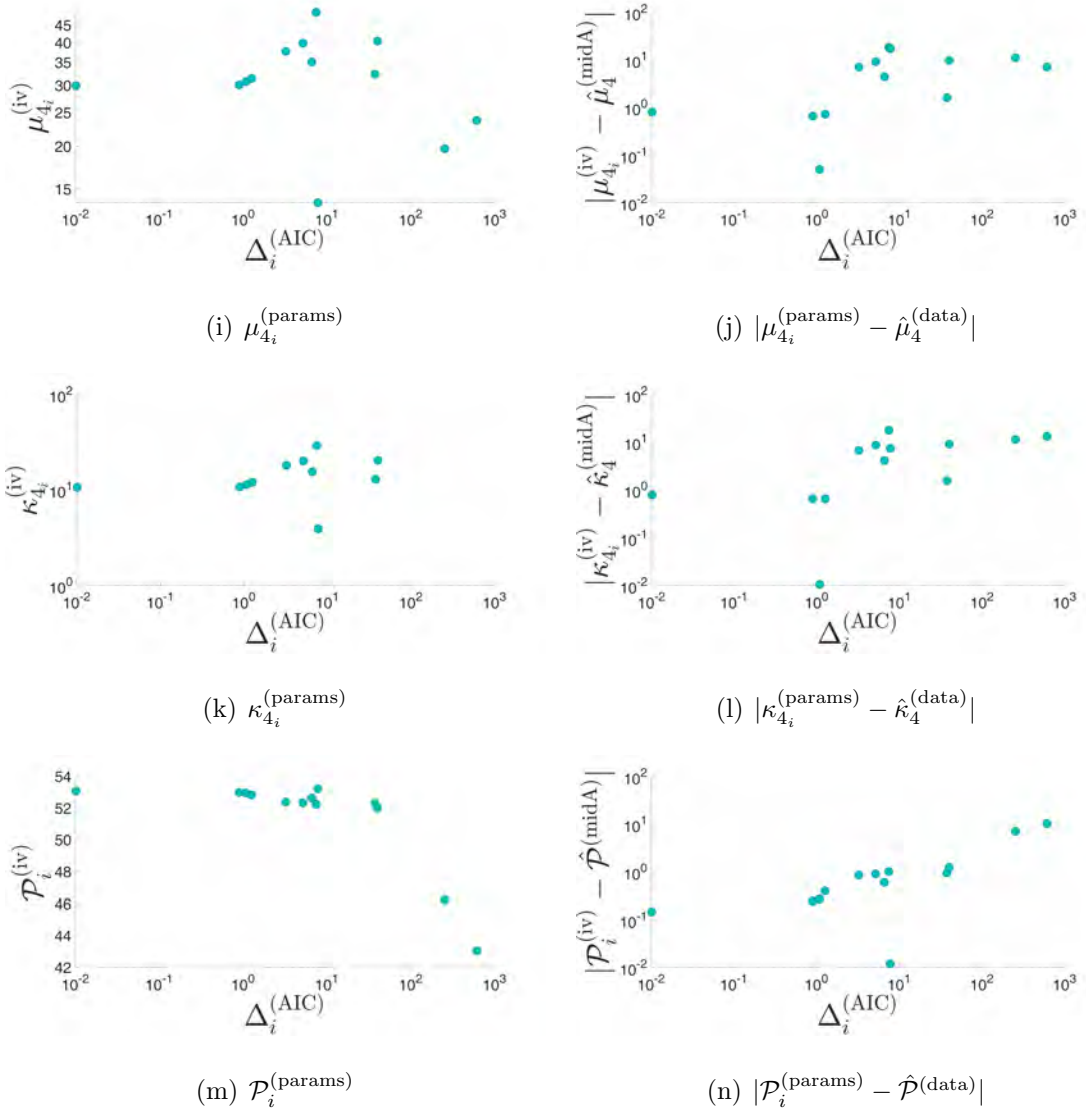 μ_{4_i}^{(iv)}
45
40
35
30
25
20
15
10^{-2} 10^{-1} 10^{0} 10^{1} 10^{2} 10^{3}
Δ_i^{(AIC)}
(i) μ_{4_i}^{(params)}
|μ_{4_i}^{(iv)} − \hat{μ}_4^{(midA)}|
10^{2}
10^{1}
10^{0}
10^{-1}
10^{-2}
10^{-2} 10^{-1} 10^{0} 10^{1} 10^{2} 10^{3}
Δ_i^{(AIC)}
(j) |μ_{4_i}^{(params)} − \hat{μ}_4^{(data)}|
κ_{4_i}^{(iv)}
10^{2}
10^{1}
10^{0}
10^{-2} 10^{-1} 10^{0} 10^{1} 10^{2} 10^{3}
Δ_i^{(AIC)}
(k) κ_{4_i}^{(params)}
|κ_{4_i}^{(iv)} − \hat{κ}_4^{(midA)}|
10^{2}
10^{1}
10^{0}
10^{-1}
10^{-2}
10^{-2} 10^{-1} 10^{0} 10^{1} 10^{2} 10^{3}
Δ_i^{(AIC)}
(l) |κ_{4_i}^{(params)} − \hat{κ}_4^{(data)}|
𝒫_i^{(iv)}
54
52
50
48
46
44
42
10^{-2} 10^{-1} 10^{0} 10^{1} 10^{2} 10^{3}
Δ_i^{(AIC)}
(m) 𝒫_i^{(params)}
|𝒫_i^{(iv)} − \hat{𝒫}^{(midA)}|
10^{2}
10^{1}
10^{0}
10^{-1}
10^{-2}
10^{-2} 10^{-1} 10^{0} 10^{1} 10^{2} 10^{3}
Δ_i^{(AIC)}
(n) |𝒫_i^{(params)} − \hat{𝒫}^{(data)}|